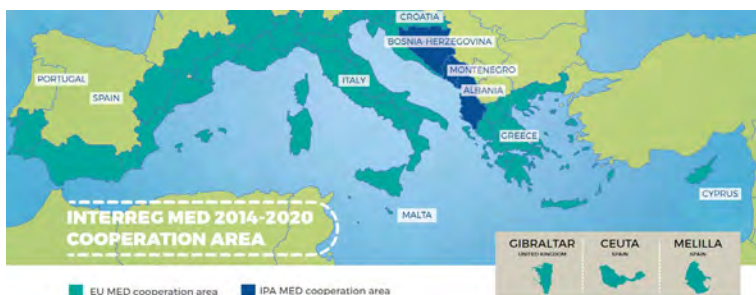 CROATIA
BOSNIA-HERZEGOVINA
MONTENEGRO
ALBANIA
PORTUGAL
SPAIN
ITALY
GREECE
CYPRUS
MALTA
INTERREG MED 2014-2020
COOPERATION AREA
GIBRALTAR
UNITED KINGDOM
CEUTA
SPAIN
MELILLA
SPAIN
EU MED cooperation area
IPA MED cooperation area